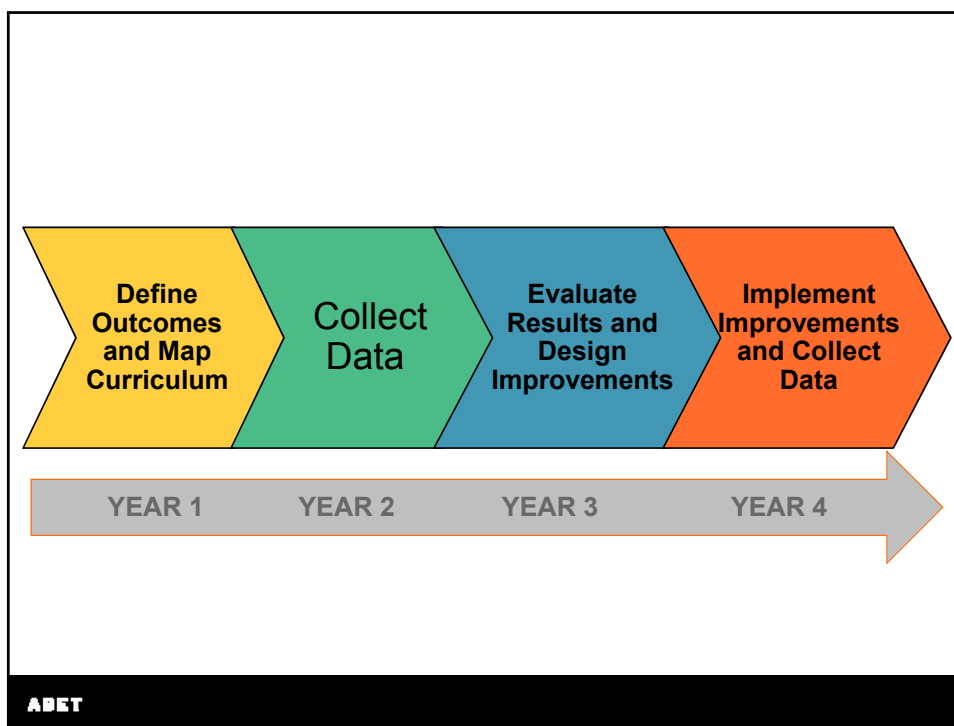 Define
Outcomes
and Map
Curriculum
Collect
Data
Evaluate
Results and
Design
Improvements
Implement
Improvements
and Collect
Data
YEAR 1 YEAR 2 YEAR 3 YEAR 4
ABET